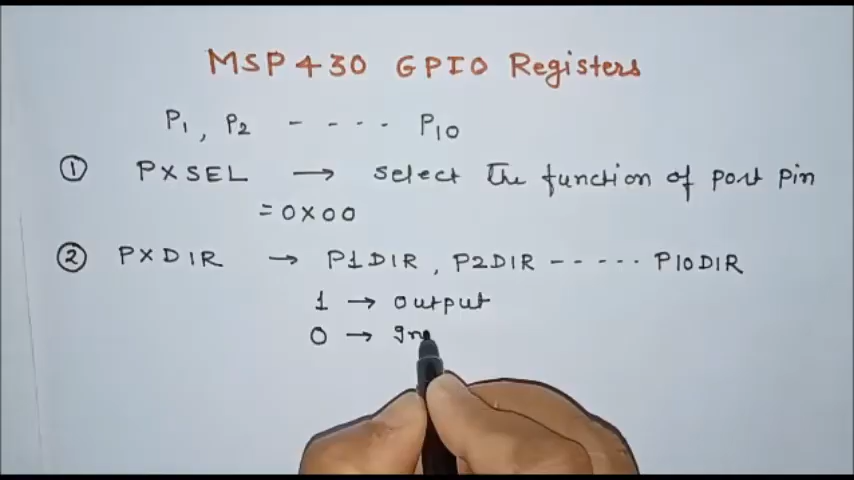 MSP430 GPIO Registers
P1, P2 - - - - - P10
① PXSEL → select the function of port pin
= 0X00
② PXDIR → P1DIR, P2DIR ------ P10DIR
1 → output
0 → In